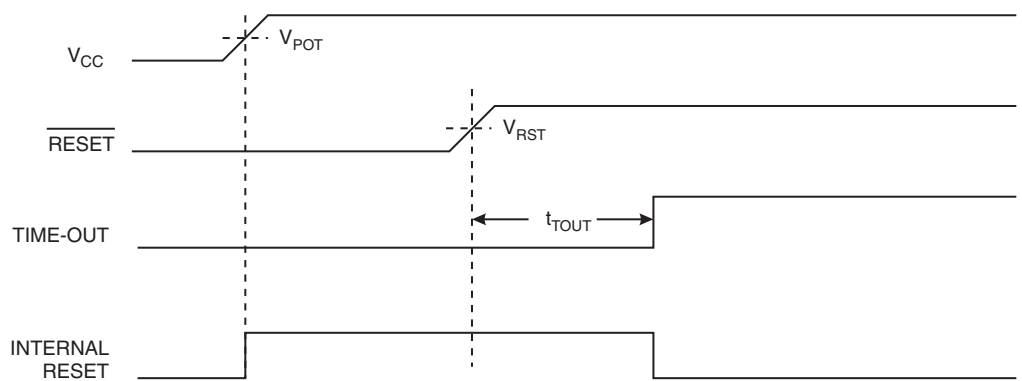 V_POT
V_CC
RESET
V_RST
t_TOUT
TIME-OUT
INTERNAL
RESET